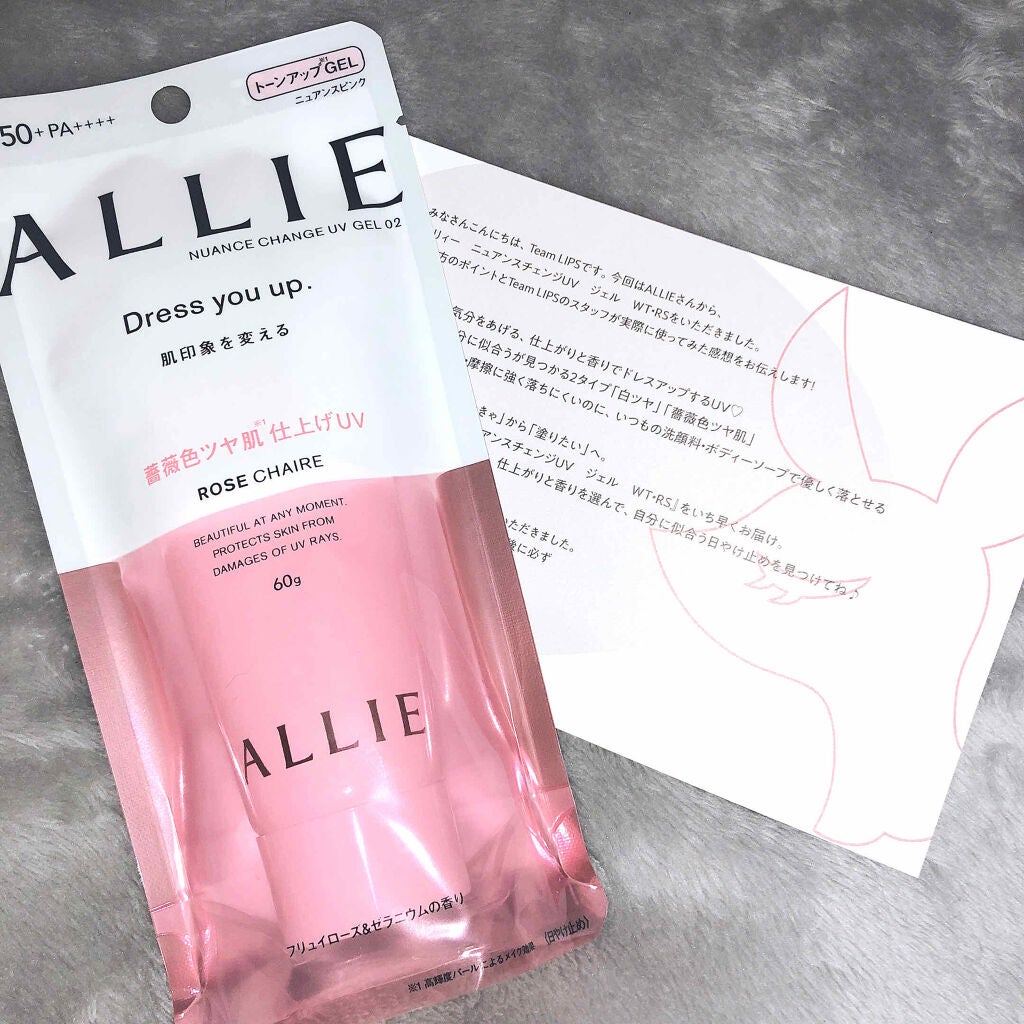 トーンアップ※1 GEL
ニュアンスピンク
50+ PA++++
ALLIE
NUANCE CHANGE UV GEL 02
Dress you up.
肌印象を変える
薔薇色ツヤ肌※1 仕上げUV
ROSE CHAIRE
BEAUTIFUL AT ANY MOMENT.
PROTECTS SKIN FROM
DAMAGES OF UV RAYS.
60g
ALLIE
フリュイローズ&ゼラニウムの香り
※1 高輝度パールによるメイク効果 (日やけ止め)
みなさんこんにちは、Team LIPSです。今回はALLIEさんから、
リィー ニュアンスチェンジUV ジェル WT・RSをいただきました。
方のポイントとTeam LIPSのスタッフが実際に使ってみた感想をお伝えします!
気分をあげる、仕上がりと香りでドレスアップするUV♡
分に似合うが見つかる2タイプ「白ツヤ」「薔薇色ツヤ肌」
・摩擦に強く落ちにくいのに、いつもの洗顔料・ボディーソープで優しく落とせる
きゃ」から「塗りたい」へ。
アンスチェンジUV ジェル WT・RS』をいち早くお届け。
仕上がりと香りを選んで、自分に似合う日やけ止めを見つけてね♪
いただきました。
後に必ず